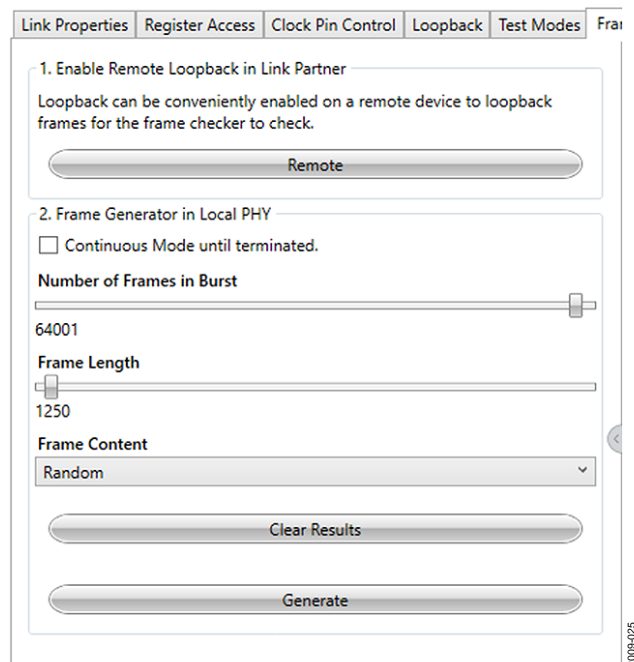 Link Properties Register Access Clock Pin Control Loopback Test Modes Fra
1. Enable Remote Loopback in Link Partner
Loopback can be conveniently enabled on a remote device to loopback
frames for the frame checker to check.
Remote
2. Frame Generator in Local PHY
Continuous Mode until terminated.
Number of Frames in Burst
64001
Frame Length
1250
Frame Content
Random
Clear Results
Generate
009-025